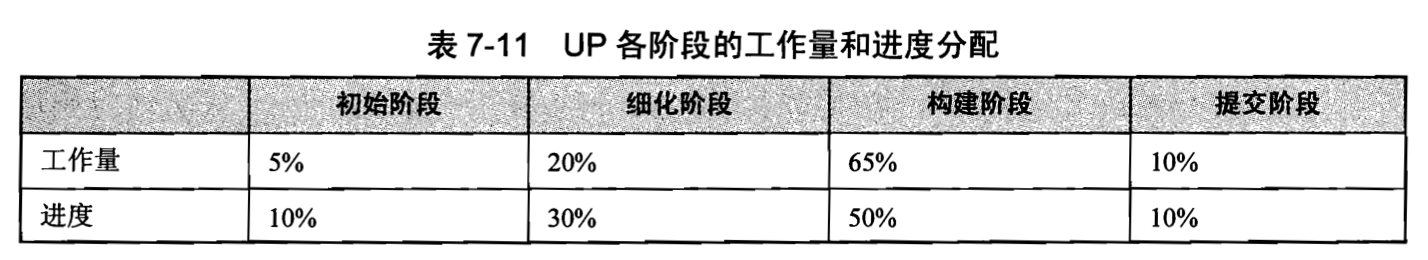 表 7-11 UP 各阶段的工作量和进度分配
初始阶段 细化阶段 构建阶段 提交阶段
工作量 5% 20% 65% 10%
进度 10% 30% 50% 10%